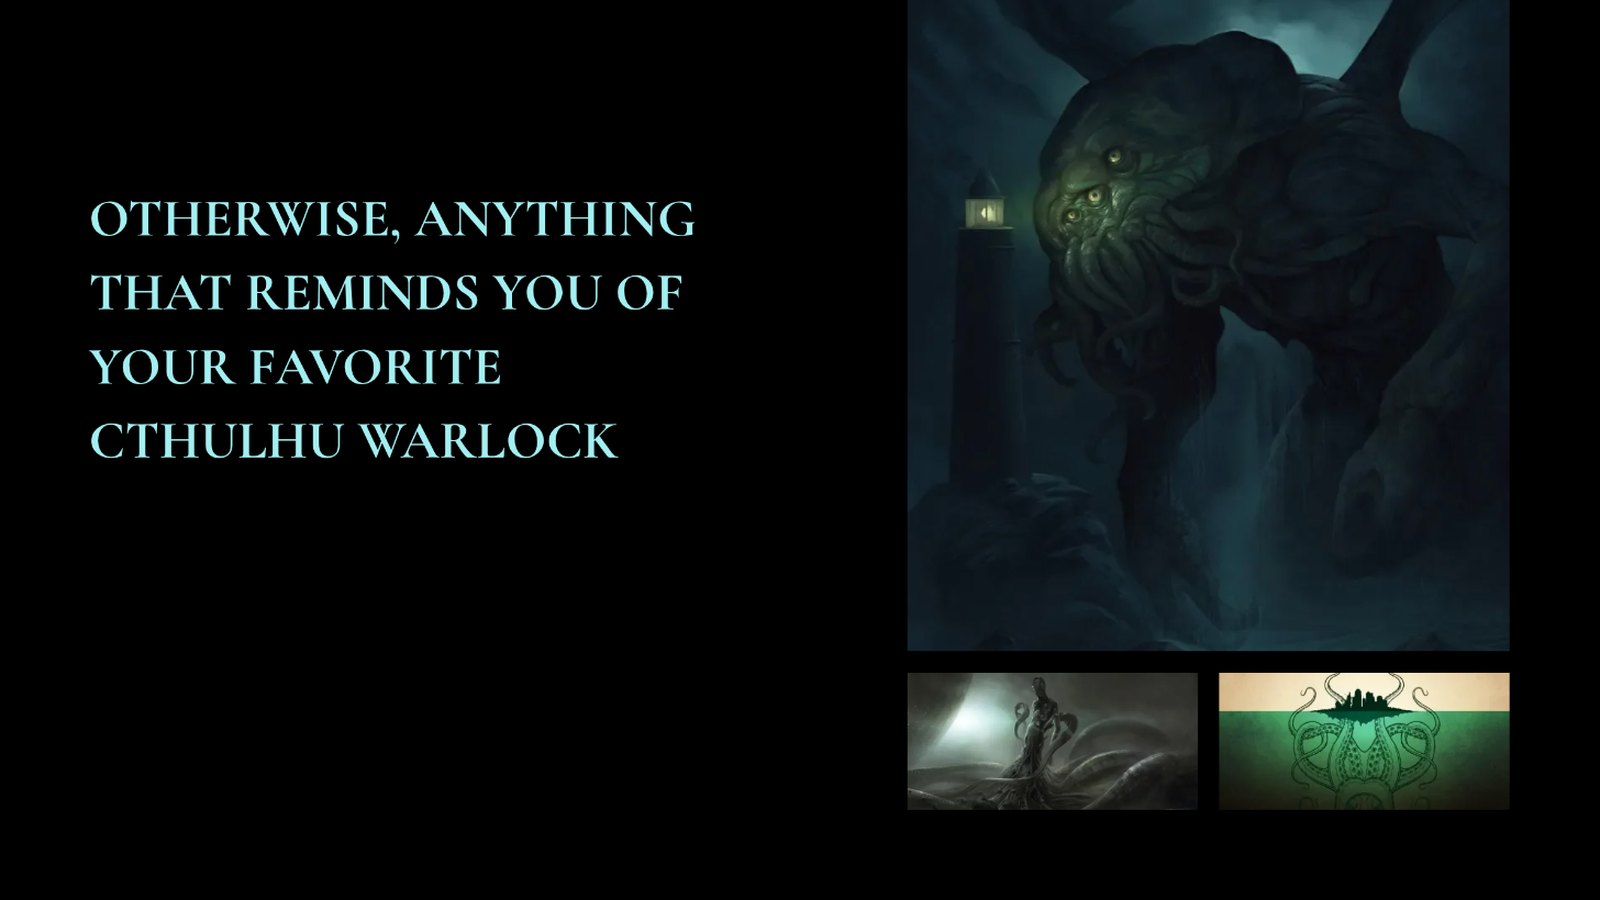 OTHERWISE, ANYTHING
THAT REMINDS YOU OF
YOUR FAVORITE
CTHULHU WARLOCK